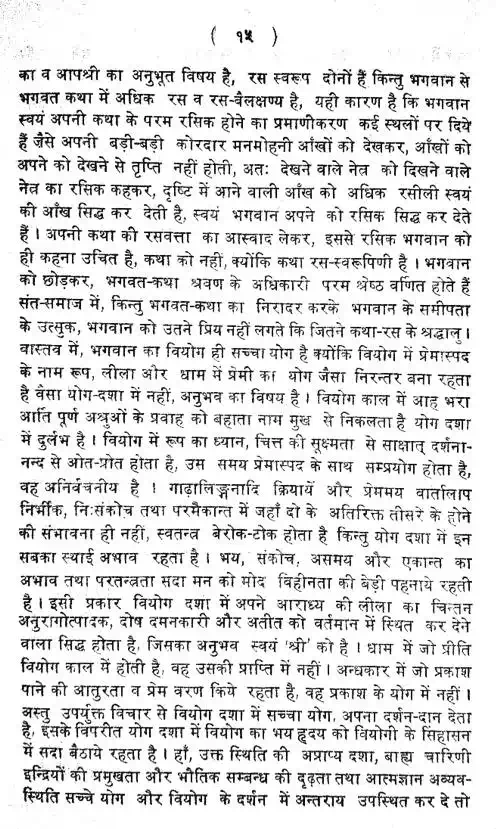 ( १५ )
का व आपश्री का अनुभूत विषय है, रस स्वरूप दोनों हैं किन्तु भगवान से
भगवत कथा में अधिक रस व रस-वैलक्षण्य है, यही कारण है कि भगवान
स्वयं अपनी कथा के परम रसिक होने का प्रमाणीकरण कई स्थलों पर दिये
हैं जैसे अपनी बड़ी-बड़ी कोरदार मनमोहनी आँखों को देखकर, आँखों को
अपने को देखने से तृप्ति नहीं होती, अतः देखने वाले नेत्र को दिखने वाले
नेत्र का रसिक कहकर, दृष्टि में आने वाली आँख को अधिक रसीली स्वयं
की आँख सिद्ध कर देती है, स्वयं भगवान अपने को रसिक सिद्ध कर देते
हैं । अपनी कथा की रसवत्ता का आस्वाद लेकर, इससे रसिक भगवान को
ही कहना उचित है, कथा को नहीं, क्योंकि कथा रस-स्वरूपिणी है । भगवान
को छोड़कर, भगवत-कथा श्रवण के अधिकारी परम श्रेष्ठ वर्णित होते हैं
संत-समाज में, किन्तु भगवत-कथा का निरादर करके भगवान के समीपता
के उत्सुक, भगवान को उतने प्रिय नहीं लगते कि जितने कथा-रस के श्रद्धालु ।
वास्तव में, भगवान का वियोग ही सच्चा योग है क्योंकि वियोग में प्रेमास्पद
के नाम रूप, लीला और धाम में प्रेमी का योग जैसा निरन्तर बना रहता
है वैसा योग-दशा में नहीं, अनुभव का विषय है । वियोग काल में आह भरा
आर्ति पूर्ण अश्रुओं के प्रवाह को बहाता नाम मुख से निकलता है योग दशा
में दुर्लभ है । वियोग में रूप का ध्यान, चित्त की सूक्ष्मता से साक्षात् दर्शना-
नन्द से ओत-प्रोत होता है, उस समय प्रेमास्पद के साथ सम्प्रयोग होता है,
वह अनिर्वचनीय है । गाढ़ालिङ्गनादि क्रियायें और प्रेममय वार्तालाप
निर्भीक, निःसंकोच तथा परमैकान्त में जहाँ दो के अतिरिक्त तीसरे के होने
की संभावना ही नहीं, स्वतन्त्र बेरोक-टोक होता है किन्तु योग दशा में इन
सबका स्थाई अभाव रहता है । भय, संकोच, असमय और एकान्त का
अभाव तथा परतन्त्रता सदा मन को मोद विहीनता की बेड़ी पहनाये रहती
है । इसी प्रकार वियोग दशा में अपने आराध्य की लीला का चिन्तन
अनुरागोत्पादक, दोष दमनकारी और अतीत को वर्तमान में स्थित कर देने
वाला सिद्ध होता है, जिसका अनुभव स्वयं 'श्री' को है । धाम में जो प्रीति
वियोग काल में होती है, वह उसकी प्राप्ति में नहीं । अन्धकार में जो प्रकाश
पाने की आतुरता व प्रेम वरण किये रहता है, वह प्रकाश के योग में नहीं ।
अस्तु उपर्युक्त विचार से वियोग दशा में सच्चा योग, अपना दर्शन-दान देता
है, इसके विपरीत योग दशा में वियोग का भय हृदय को वियोगी के सिंहासन
में सदा बैठाये रहता है । हाँ, उक्त स्थिति की अप्राप्य दशा, बाह्य चारिणी
इन्द्रियों की प्रमुखता और भौतिक सम्बन्ध की दृढ़ता तथा आत्मज्ञान अव्यव-
स्थिति सच्चे योग और वियोग के दर्शन में अन्तराय उपस्थित कर दे तो